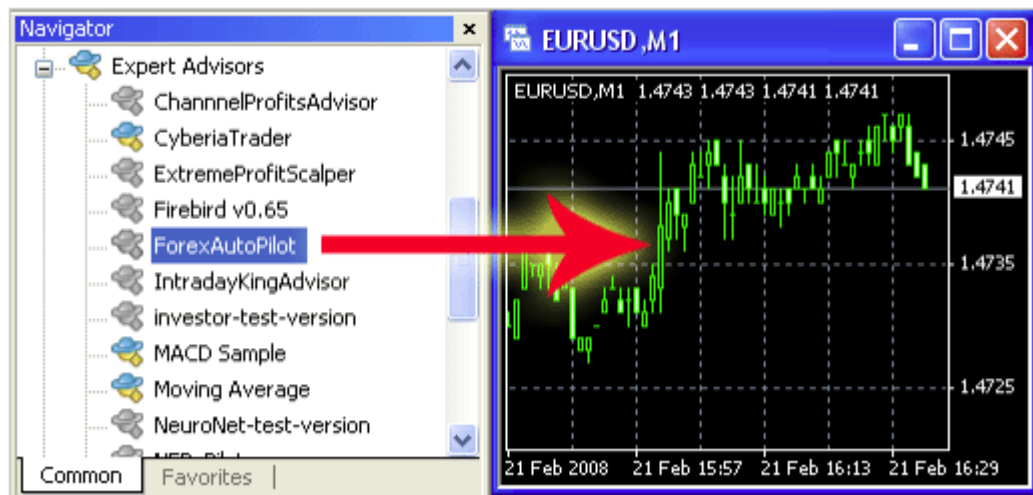 Navigator
Expert Advisors
ChannnelProfitsAdvisor
CyberiaTrader
ExtremeProfitScalper
Firebird v0.65
ForexAutoPilot
IntradayKingAdvisor
investor-test-version
MACD Sample
Moving Average
NeuroNet-test-version
Common
Favorites
EURUSD,M1
EURUSD,M1 1.4743 1.4743 1.4741 1.4741
1.4745
1.4741
1.4735
1.4725
21 Feb 2008 21 Feb 15:57 21 Feb 16:13 21 Feb 16:29